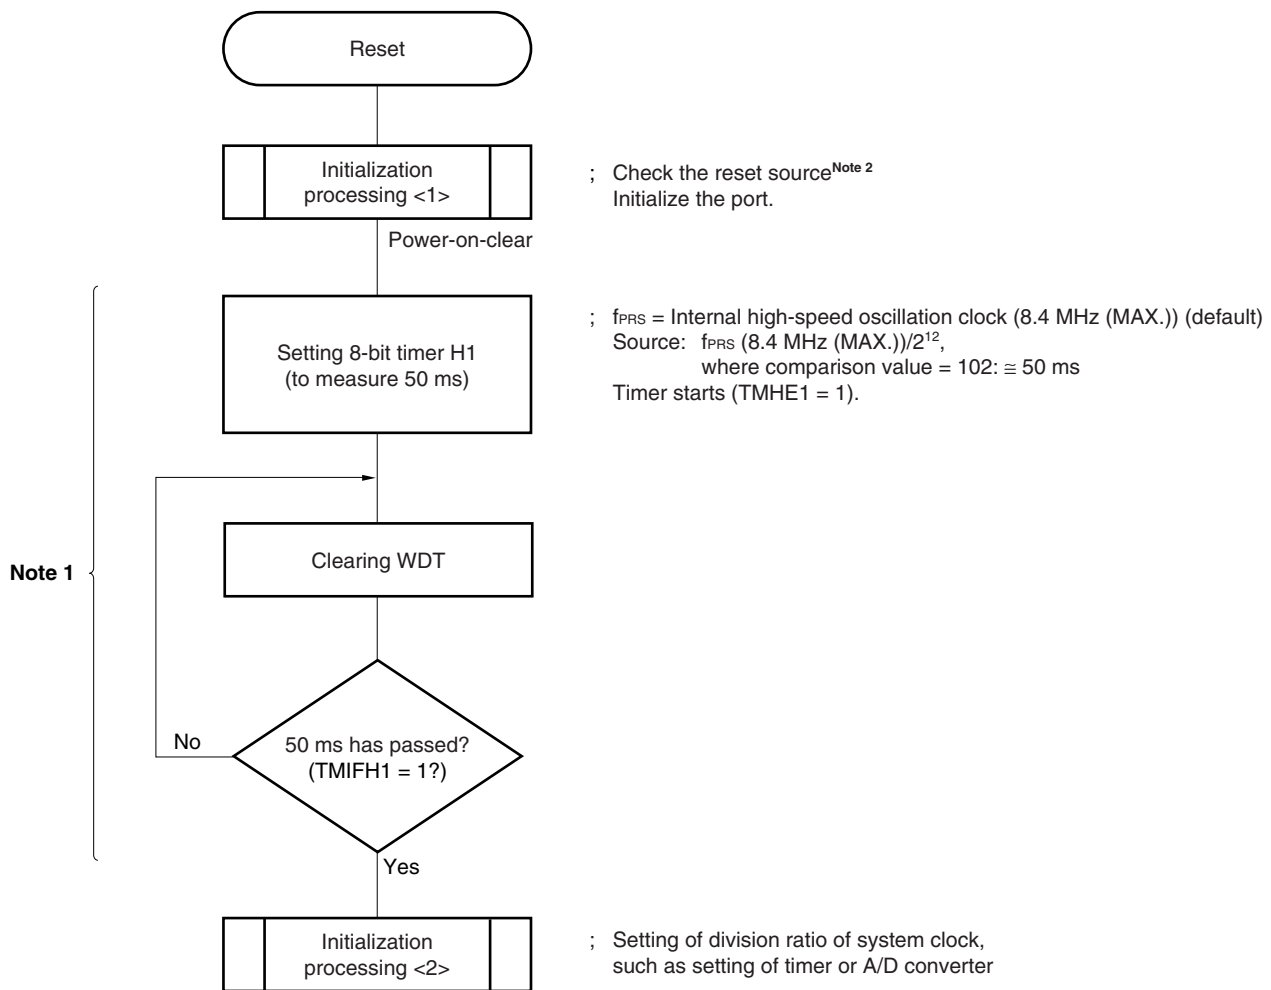 Reset
Initialization
processing <1>
; Check the reset sourceNote 2
Initialize the port.
Power-on-clear
Setting 8-bit timer H1
(to measure 50 ms)
; fPRS = Internal high-speed oscillation clock (8.4 MHz (MAX.)) (default)
Source: fPRS (8.4 MHz (MAX.))/2¹²,
where comparison value = 102: ≅ 50 ms
Timer starts (TMHE1 = 1).
Note 1
Clearing WDT
50 ms has passed?
(TMIFH1 = 1?)
No
Yes
Initialization
processing <2>
; Setting of division ratio of system clock,
such as setting of timer or A/D converter